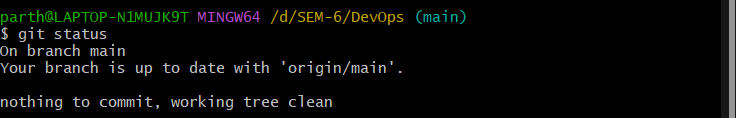 parth@LAPTOP-N1MUJK9T MINGW64 /d/SEM-6/DevOps (main)
$ git status
On branch main
Your branch is up to date with 'origin/main'.
nothing to commit, working tree clean